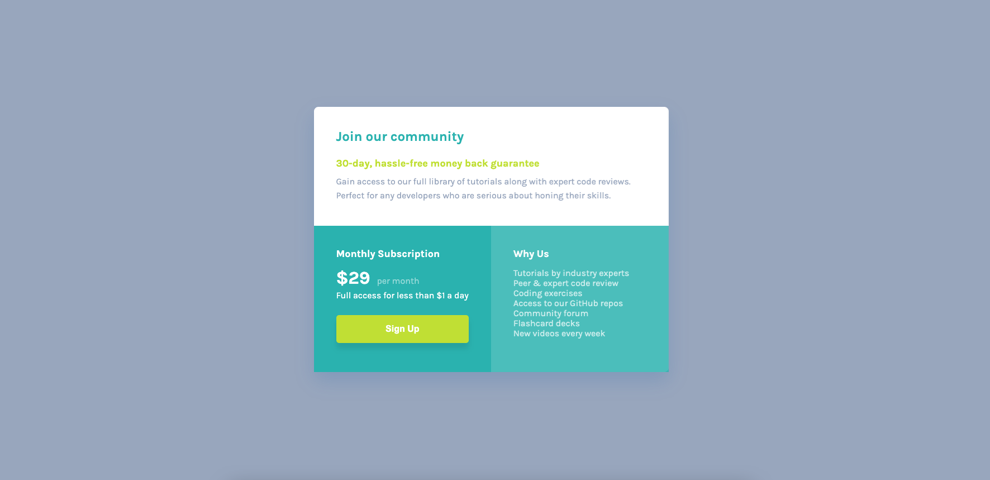 Join our community
30-day, hassle-free money back guarantee
Gain access to our full library of tutorials along with expert code reviews.
Perfect for any developers who are serious about honing their skills.
Monthly Subscription
$29 per month
Full access for less than $1 a day
Sign Up
Why Us
Tutorials by industry experts
Peer & expert code review
Coding exercises
Access to our GitHub repos
Community forum
Flashcard decks
New videos every week